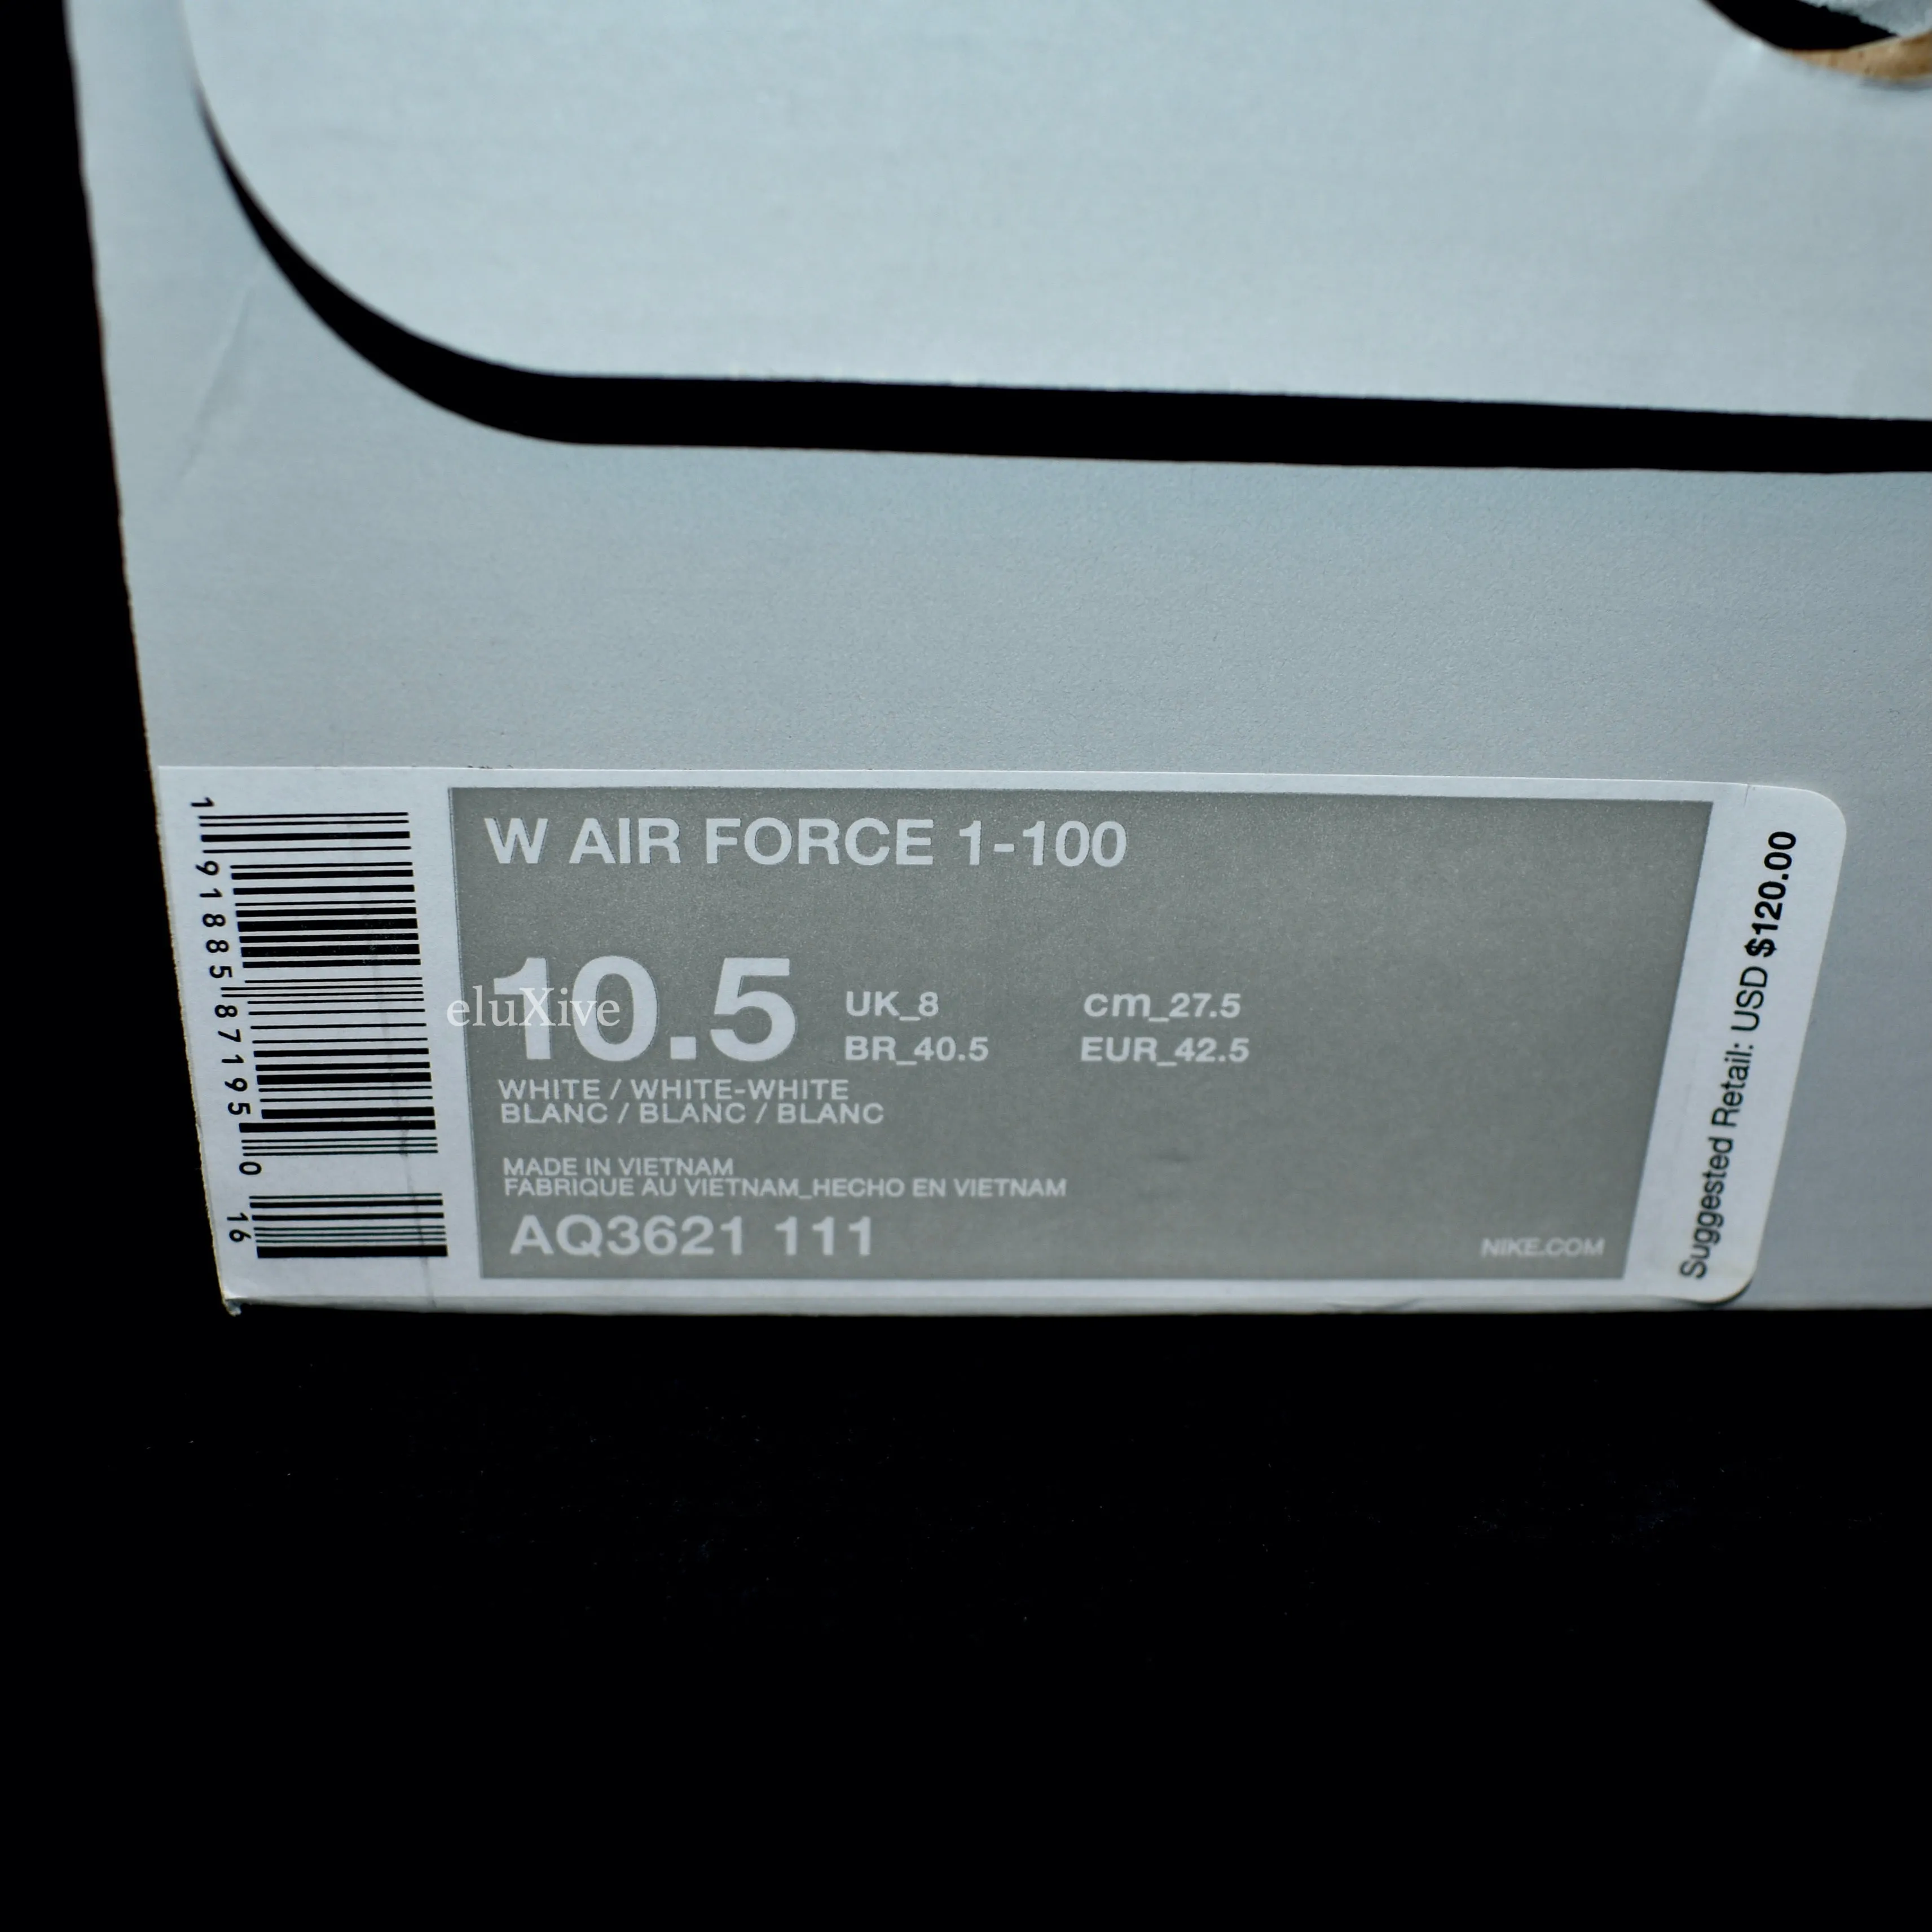 W AIR FORCE 1-100
10.5
UK_8
cm_27.5
BR_40.5
EUR_42.5
WHITE / WHITE-WHITE
BLANC / BLANC / BLANC
MADE IN VIETNAM
FABRIQUE AU VIETNAM_HECHO EN VIETNAM
AQ3621 111
NIKE.COM
1 91885 87195 0 16
Suggested Retail: USD $120.00
eluXive